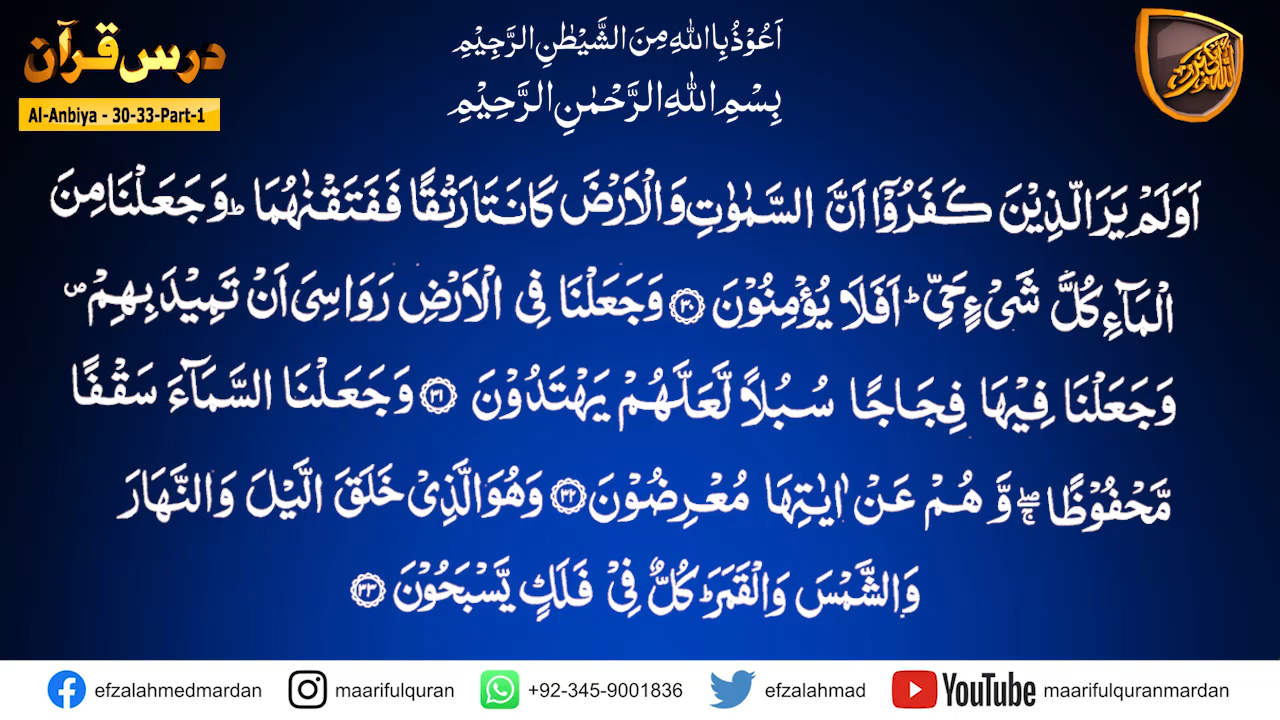 درس قرآن
Al-Anbiya - 30-33-Part-1
اَعُوْذُ بِاللهِ مِنَ الشَّيْطٰنِ الرَّجِيْمِ
بِسْمِ اللهِ الرَّحْمٰنِ الرَّحِيْمِ
اَوَلَمْ يَرَ الَّذِيْنَ كَفَرُوْۤا اَنَّ السَّمٰوٰتِ وَالْاَرْضَ كَانَتَا رَتْقًا فَفَتَقْنٰهُمَا ؕ وَجَعَلْنَا مِنَ
الْمَآءِ كُلَّ شَىْءٍ حَىٍّ ؕ اَفَلَا يُؤْمِنُوْنَ ﴿۳۰﴾ وَجَعَلْنَا فِى الْاَرْضِ رَوَاسِىَ اَنْ تَمِيْدَ بِهِمْ ص
وَجَعَلْنَا فِيْهَا فِجَاجًا سُبُلًا لَّعَلَّهُمْ يَهْتَدُوْنَ ﴿۳۱﴾ وَجَعَلْنَا السَّمَآءَ سَقْفًا
مَّحْفُوْظًا ۖۚ وَّهُمْ عَنْ اٰيٰتِهَا مُعْرِضُوْنَ ﴿۳۲﴾ وَهُوَ الَّذِىْ خَلَقَ الَّيْلَ وَالنَّهَارَ
وَالشَّمْسَ وَالْقَمَرَ ؕ كُلٌّ فِىْ فَلَكٍ يَّسْبَحُوْنَ ﴿۳۳﴾
efzalahmedmardan maarifulquran +92-345-9001836 efzalahmad YouTube maarifulquranmardan